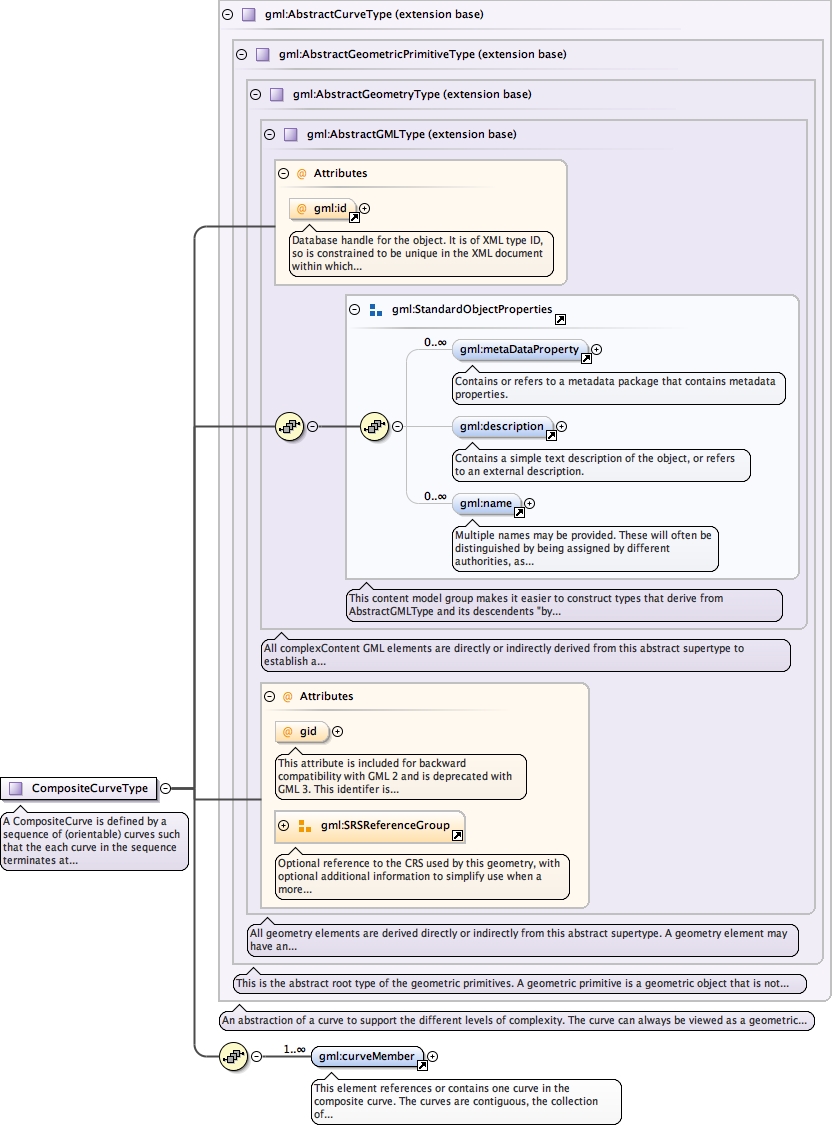 gml:AbstractCurveType (extension base)
gml:AbstractGeometricPrimitiveType (extension base)
gml:AbstractGeometryType (extension base)
gml:AbstractGMLType (extension base)
@ Attributes
@ gml:id
Database handle for the object. It is of XML type ID,
so is constrained to be unique in the XML document
within which...
gml:StandardObjectProperties
0..∞
gml:metaDataProperty
Contains or refers to a metadata package that contains metadata
properties.
gml:description
Contains a simple text description of the object, or refers
to an external description.
0..∞
gml:name
Multiple names may be provided. These will often be
distinguished by being assigned by different
authorities, as...
This content model group makes it easier to construct types that derive from
AbstractGMLType and its descendents "by...
All complexContent GML elements are directly or indirectly derived from this abstract supertype to
establish a...
@ Attributes
@ gid
This attribute is included for backward
compatibility with GML 2 and is deprecated with
GML 3. This identifer is...
gml:SRSReferenceGroup
Optional reference to the CRS used by this geometry, with
optional additional information to simplify use when a
more...
CompositeCurveType
A CompositeCurve is defined by a
sequence of (orientable) curves such
that the each curve in the sequence
terminates at...
All geometry elements are derived directly or indirectly from this abstract supertype. A geometry element may
have an...
This is the abstract root type of the geometric primitives. A geometric primitive is a geometric object that is not...
An abstraction of a curve to support the different levels of complexity. The curve can always be viewed as a geometric...
1..∞
gml:curveMember
This element references or contains one curve in the
composite curve. The curves are contiguous, the collection
of...